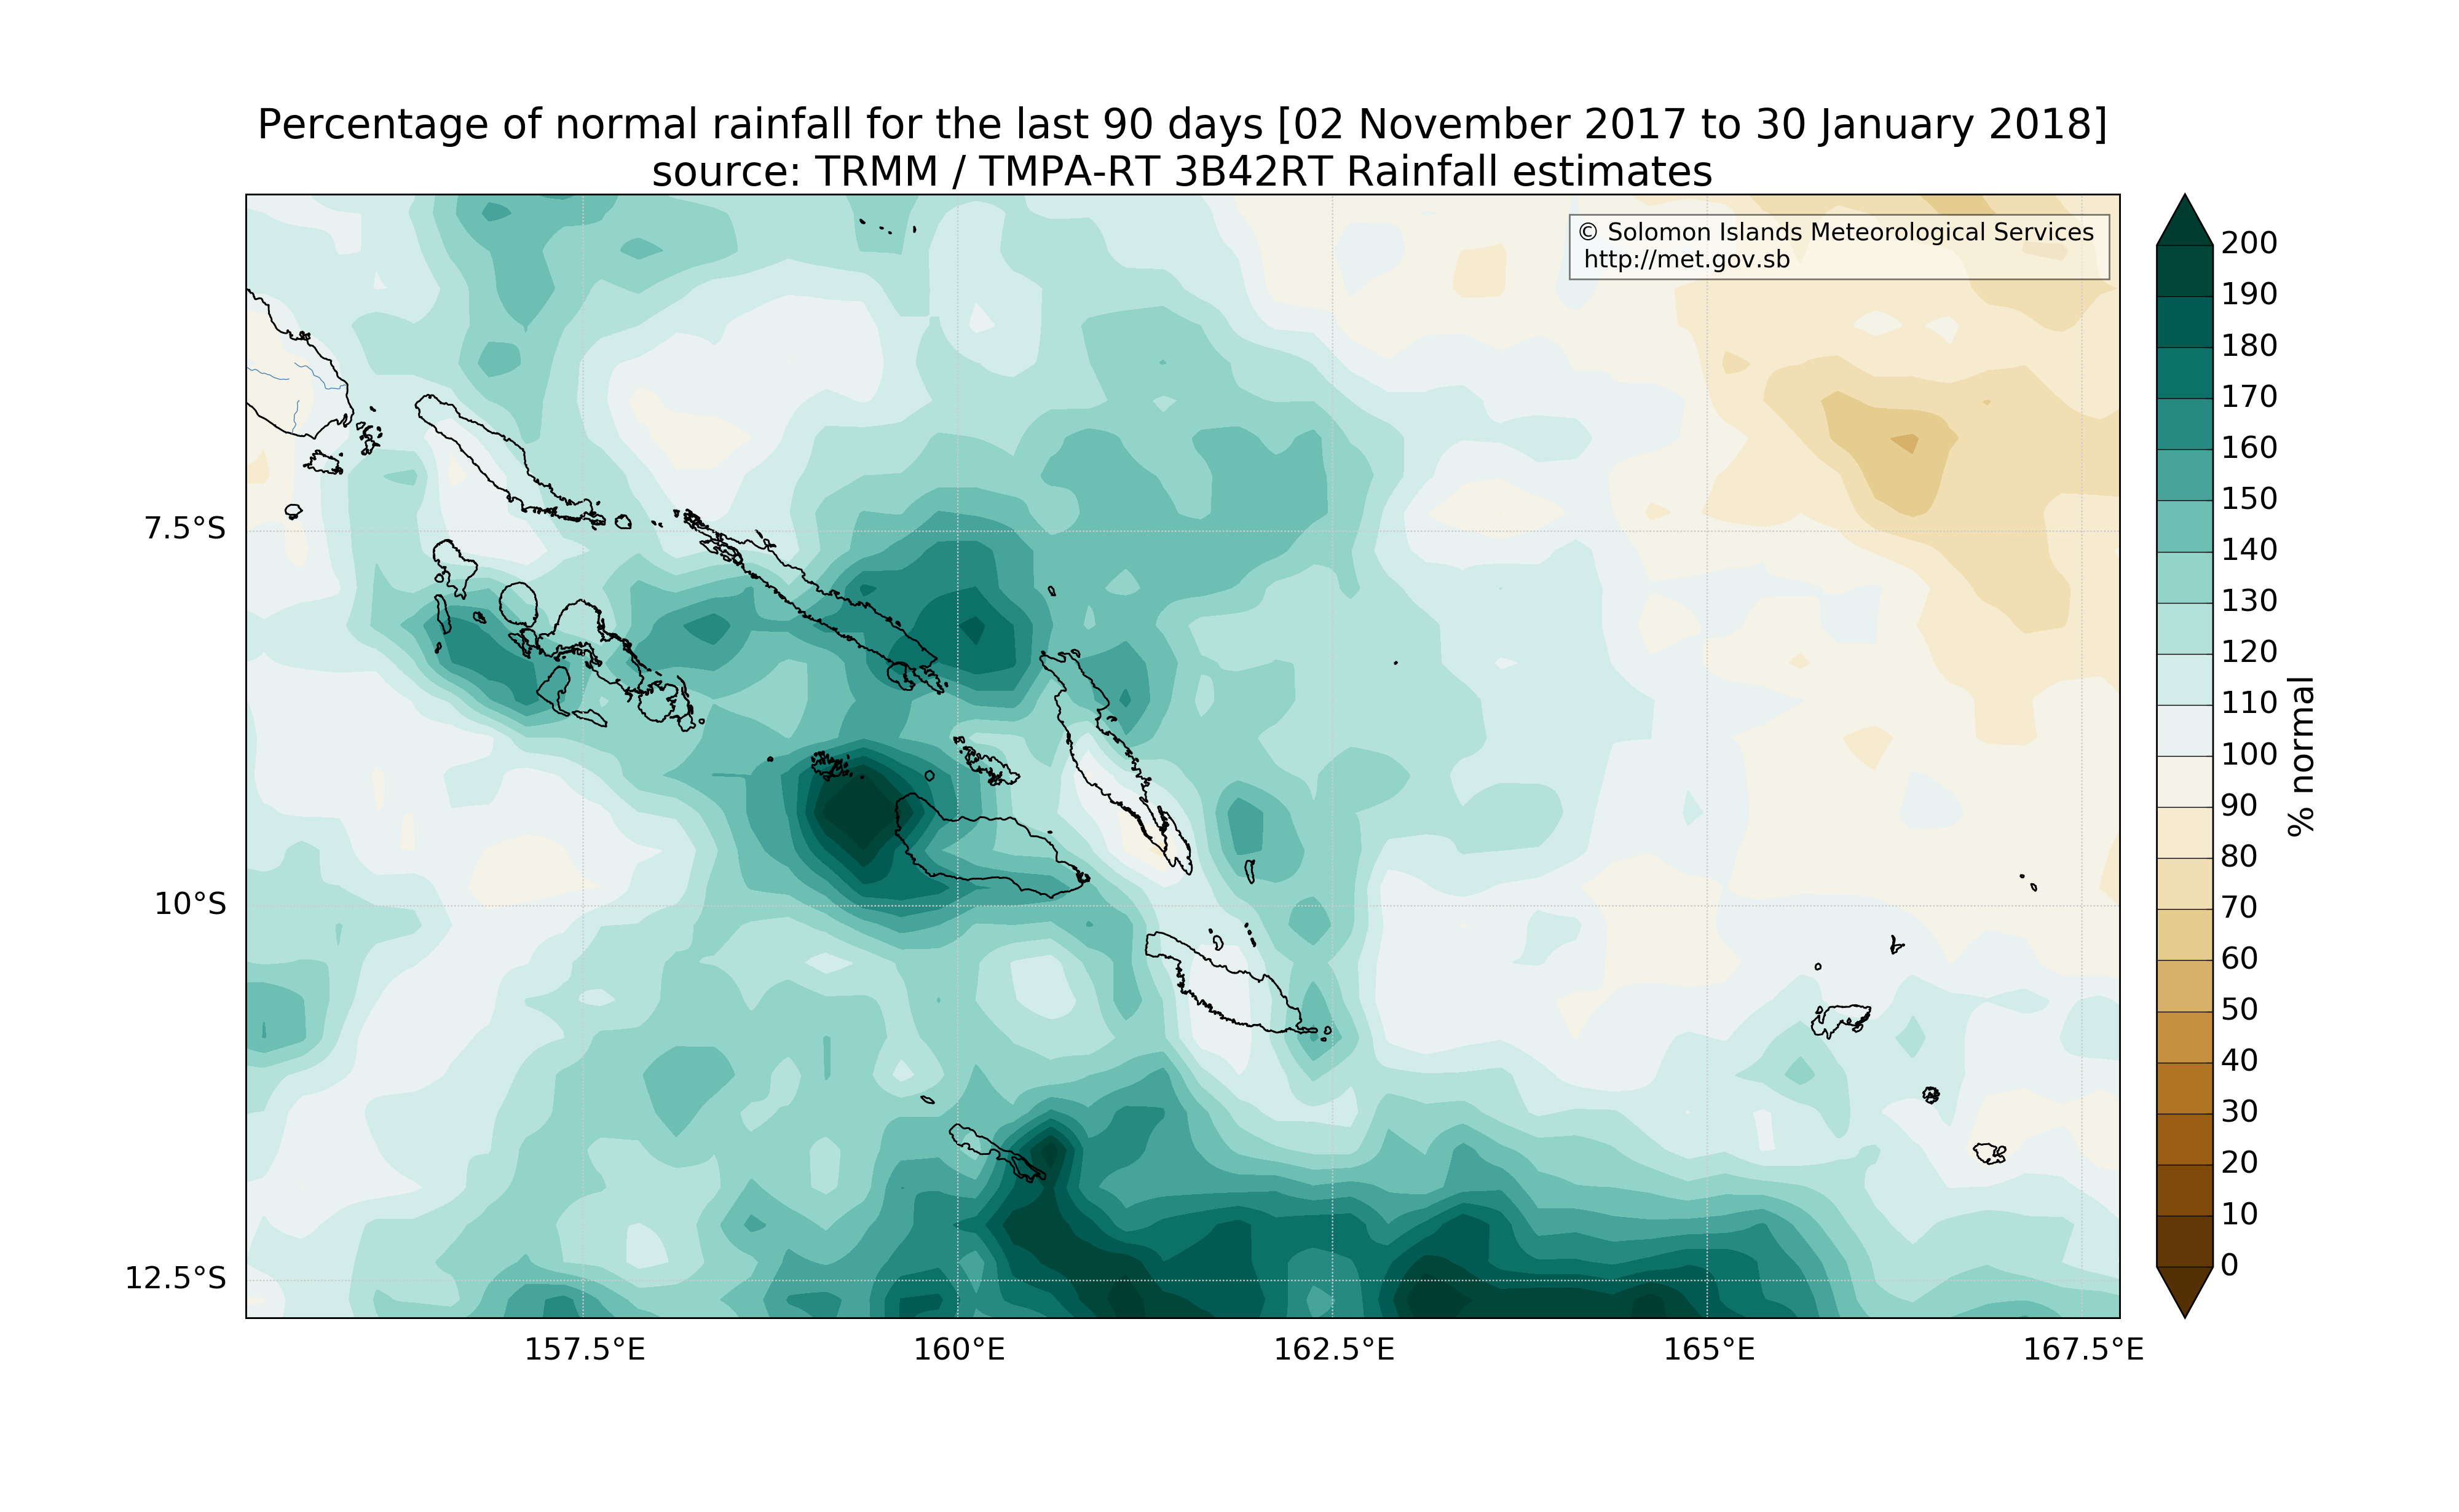 Percentage of normal rainfall for the last 90 days [02 November 2017 to 30 January 2018]
source: TRMM / TMPA-RT 3B42RT Rainfall estimates
© Solomon Islands Meteorological Services
http://met.gov.sb
7.5°S
10°S
12.5°S
157.5°E
160°E
162.5°E
165°E
167.5°E
200
190
180
170
160
150
140
130
120
110
100
90
80
70
60
50
40
30
20
10
0
% normal